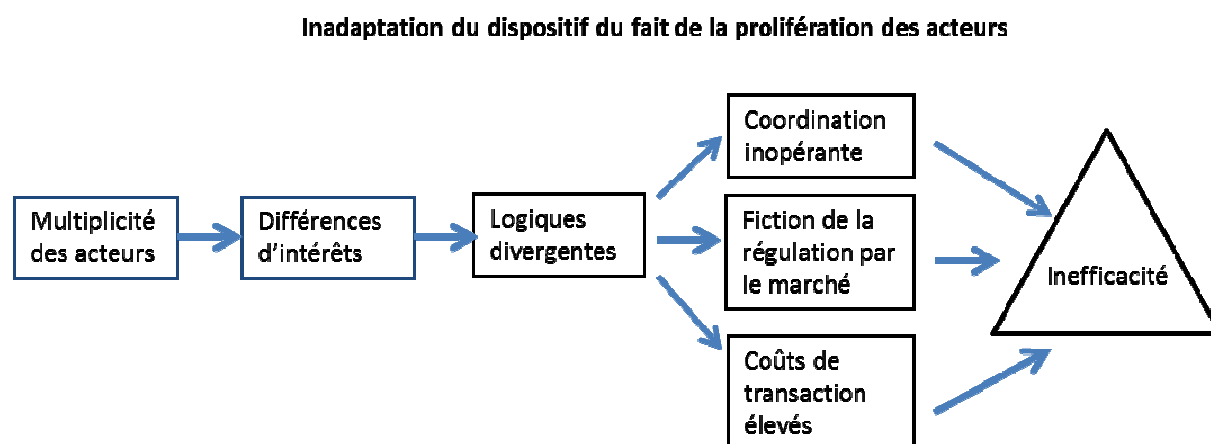 Inadaptation du dispositif du fait de la prolifération des acteurs
Multiplicité
des acteurs
Différences
d'intérêts
Logiques
divergentes
Coordination
inopérante
Fiction de la
régulation par
le marché
Coûts de
transaction
élevés
Inefficacité